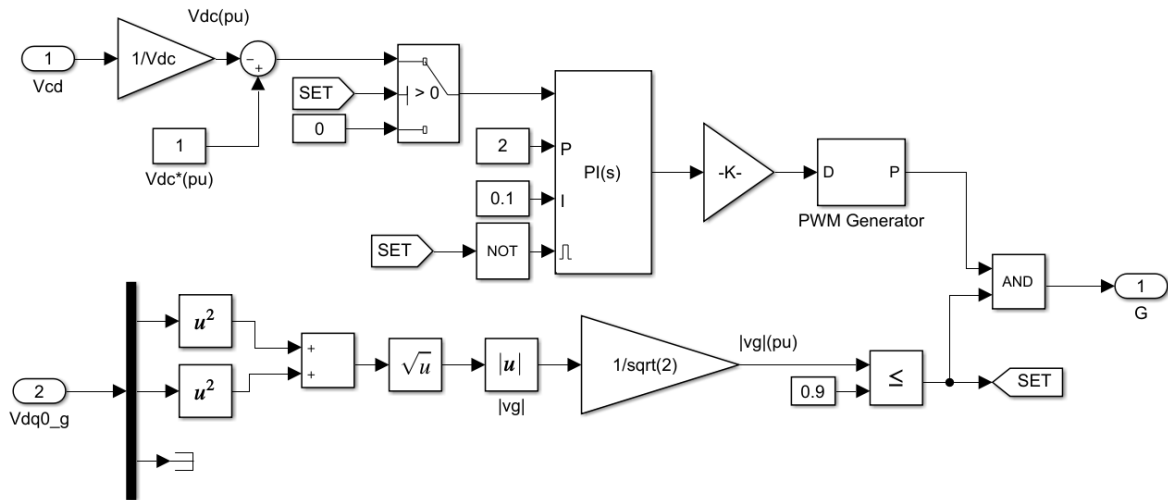 Vdc(pu)
1
Vcd
1/Vdc
−
+
SET
> 0
0
1
Vdc*(pu)
2
P
0.1
I
PI(s)
SET
NOT
-K-
D
P
PWM Generator
AND
1
G
2
Vdq0_g
u²
u²
+
+
√u
|u|
|vg|
1/sqrt(2)
|vg|(pu)
0.9
≤
SET